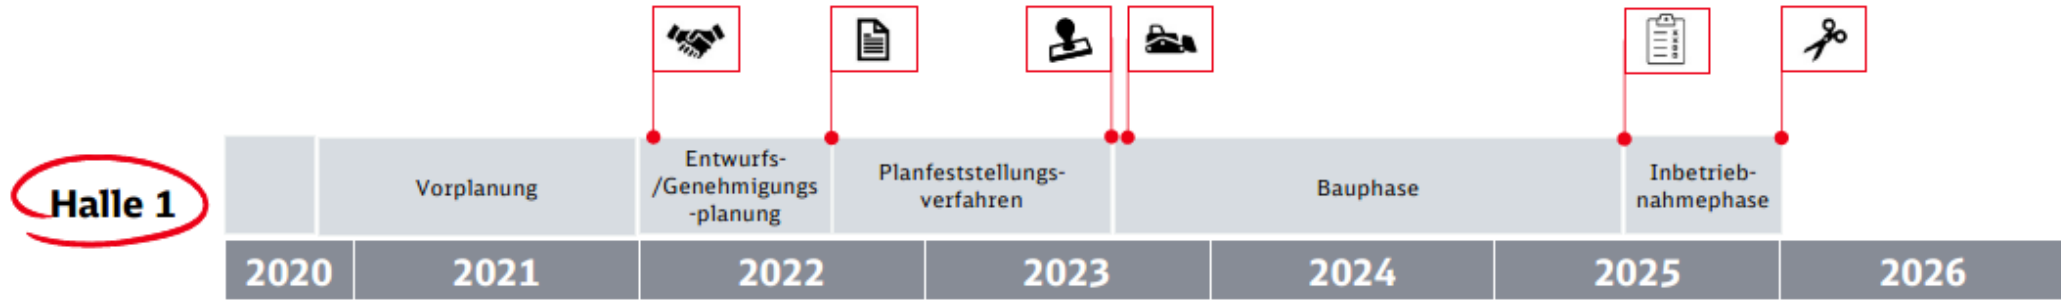 Halle 1
Vorplanung
Entwurfs-
/Genehmigungs
-planung
Planfeststellungs-
verfahren
Bauphase
Inbetrieb-
nahmephase
2020
2021
2022
2023
2024
2025
2026